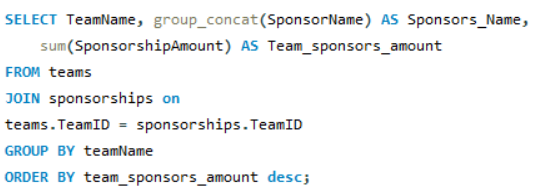 SELECT TeamName, group_concat(SponsorName) AS Sponsors_Name,
sum(SponsorshipAmount) AS Team_sponsors_amount
FROM teams
JOIN sponsorships on
teams.TeamID = sponsorships.TeamID
GROUP BY teamName
ORDER BY team_sponsors_amount desc;